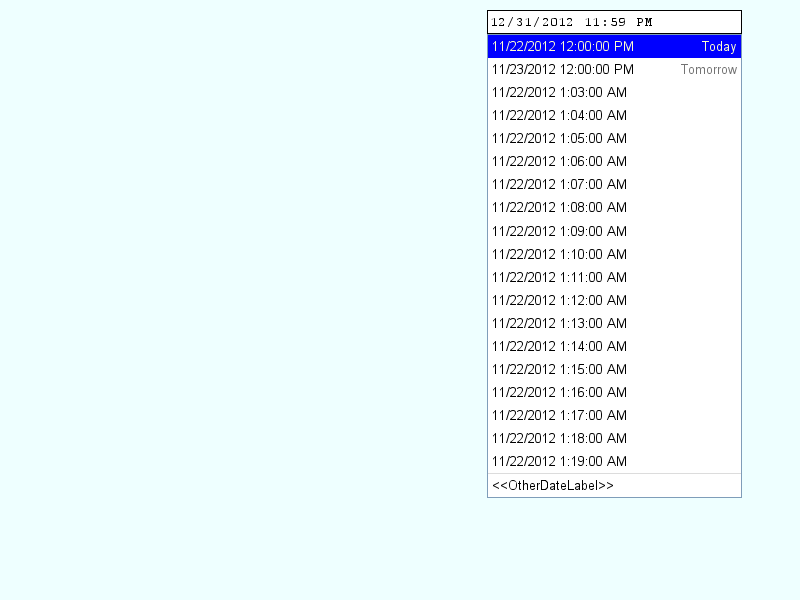 12/31/2012 11:59 PM
11/22/2012 12:00:00 PM Today
11/23/2012 12:00:00 PM Tomorrow
11/22/2012 1:03:00 AM
11/22/2012 1:04:00 AM
11/22/2012 1:05:00 AM
11/22/2012 1:06:00 AM
11/22/2012 1:07:00 AM
11/22/2012 1:08:00 AM
11/22/2012 1:09:00 AM
11/22/2012 1:10:00 AM
11/22/2012 1:11:00 AM
11/22/2012 1:12:00 AM
11/22/2012 1:13:00 AM
11/22/2012 1:14:00 AM
11/22/2012 1:15:00 AM
11/22/2012 1:16:00 AM
11/22/2012 1:17:00 AM
11/22/2012 1:18:00 AM
11/22/2012 1:19:00 AM
<<OtherDateLabel>>